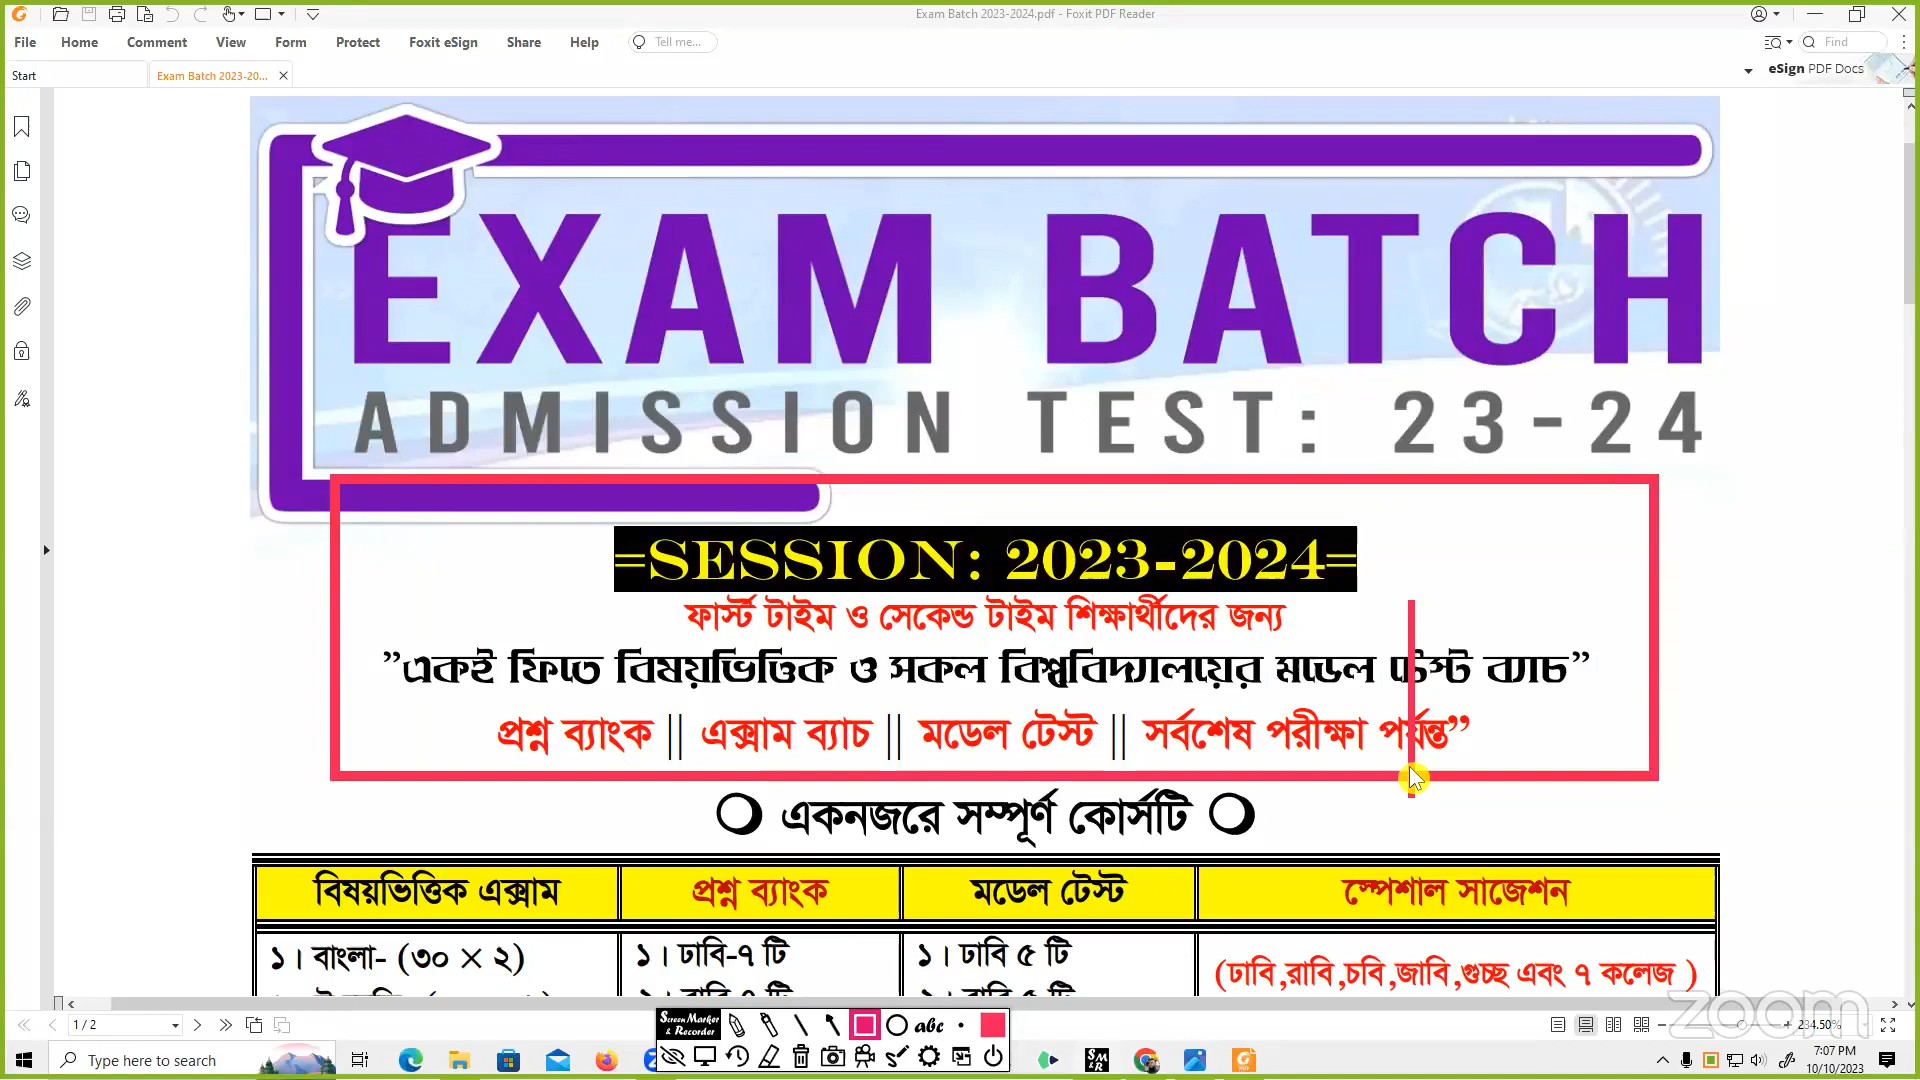 Exam Batch 2023-2024.pdf - Foxit PDF Reader
File Home Comment View Form Protect Foxit eSign Share Help Tell me... Find
Start Exam Batch 2023-20... eSign PDF Docs
EXAM BATCH
ADMISSION TEST: 23-24
=SESSION: 2023-2024=
ফার্স্ট টাইম ও সেকেন্ড টাইম শিক্ষার্থীদের জন্য
”একই ফিতে বিষয়ভিত্তিক ও সকল বিশ্ববিদ্যালয়ের মডেল টেস্ট ব্যাচ”
প্রশ্ন ব্যাংক || এক্সাম ব্যাচ || মডেল টেস্ট || সর্বশেষ পরীক্ষা পর্যন্ত”
একনজরে সম্পূর্ণ কোর্সটি
বিষয়ভিত্তিক এক্সাম প্রশ্ন ব্যাংক মডেল টেস্ট স্পেশাল সাজেশন
১। বাংলা- (৩০ × ২) ১। ঢাবি-৭ টি ১। ঢাবি ৫ টি (ঢাবি,রাবি,চবি,জাবি,গুচ্ছ এবং ৭ কলেজ )
zoom
1 / 2 Screen Marker & Recorder abc 234.50%
Type here to search SM&R 7:07 PM
10/10/2023